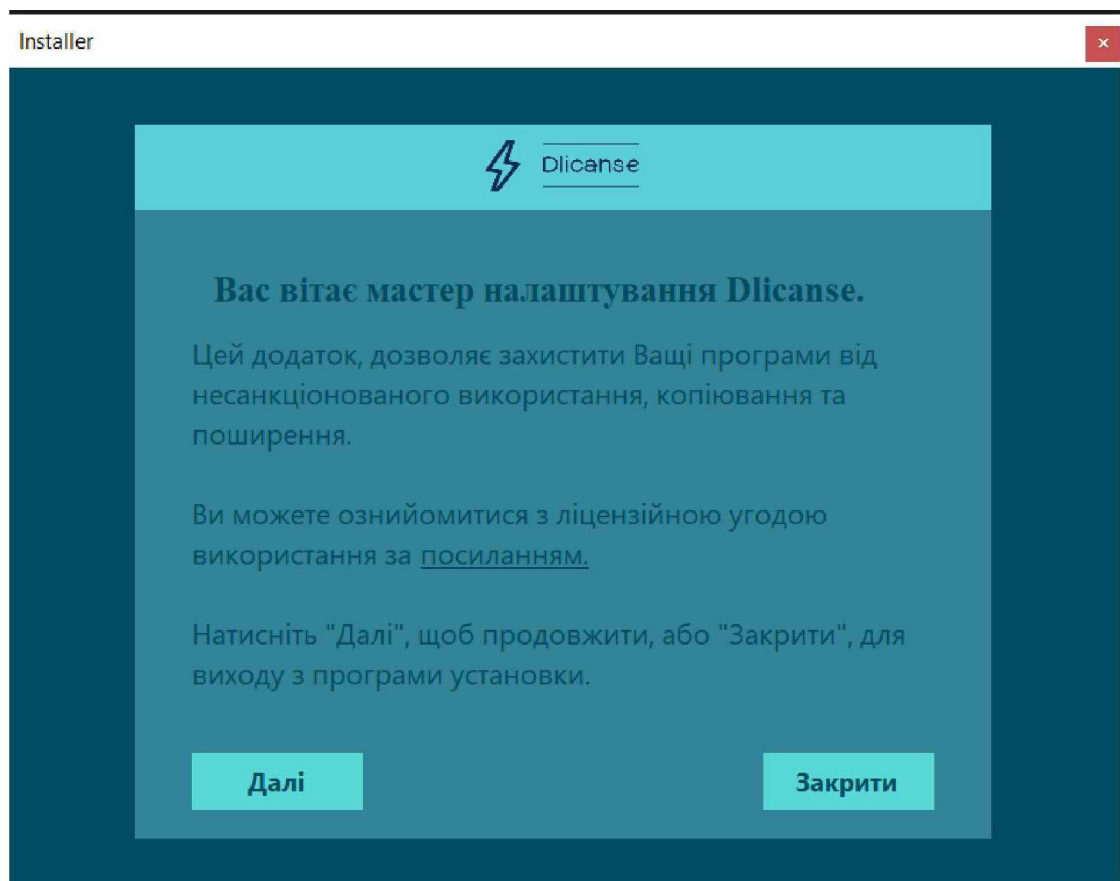 Installer
Dlicanse
Вас вітає мастер налаштування Dlicanse.
Цей додаток, дозволяє захистити Ващі програми від
несанкціонованого використання, копіювання та
поширення.
Ви можете ознийомитися з ліцензійною угодою
використання за посиланням.
Натисніть "Далі", щоб продовжити, або "Закрити", для
виходу з програми установки.
Далі
Закрити